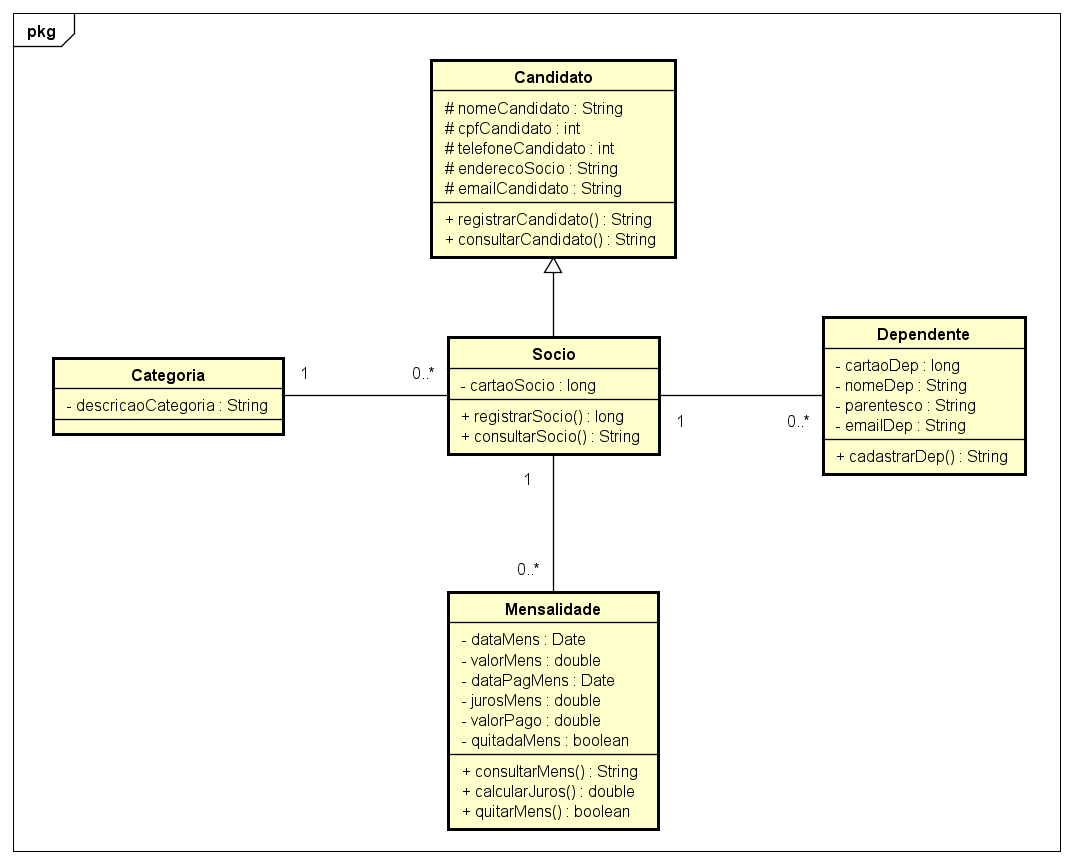 pkg
Candidato
# nomeCandidato : String
# cpfCandidato : int
# telefoneCandidato : int
# enderecoSocio : String
# emailCandidato : String
+ registrarCandidato() : String
+ consultarCandidato() : String
Categoria
- descricaoCategoria : String
1
0..*
Socio
- cartaoSocio : long
+ registrarSocio() : long
+ consultarSocio() : String
1
0..*
Dependente
- cartaoDep : long
- nomeDep : String
- parentesco : String
- emailDep : String
+ cadastrarDep() : String
1
0..*
Mensalidade
- dataMens : Date
- valorMens : double
- dataPagMens : Date
- jurosMens : double
- valorPago : double
- quitadaMens : boolean
+ consultarMens() : String
+ calcularJuros() : double
+ quitarMens() : boolean